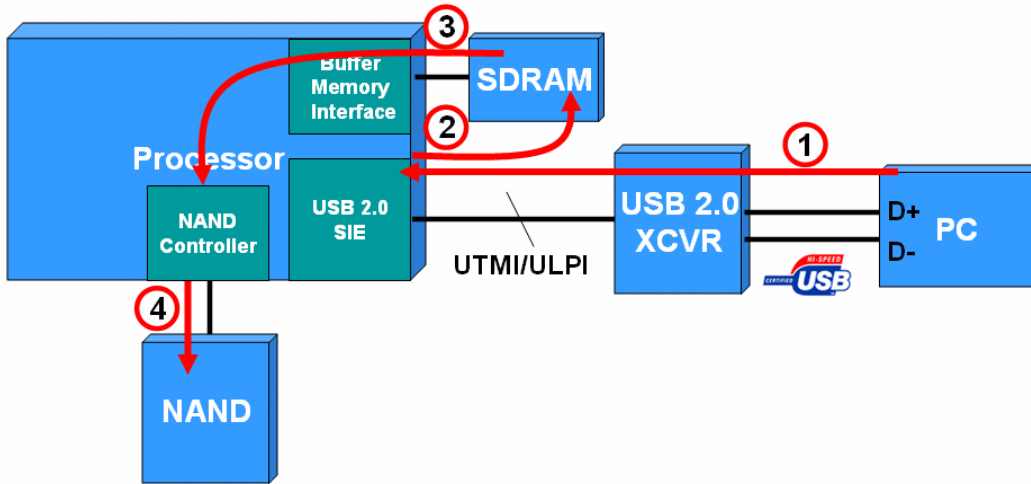 3
Buffer
Memory
Interface
SDRAM
2
1
Processor
NAND
Controller
USB 2.0
SIE
UTMI/ULPI
USB 2.0
XCVR
D+
D-
PC
HI-SPEED
CERTIFIED
USB
4
NAND